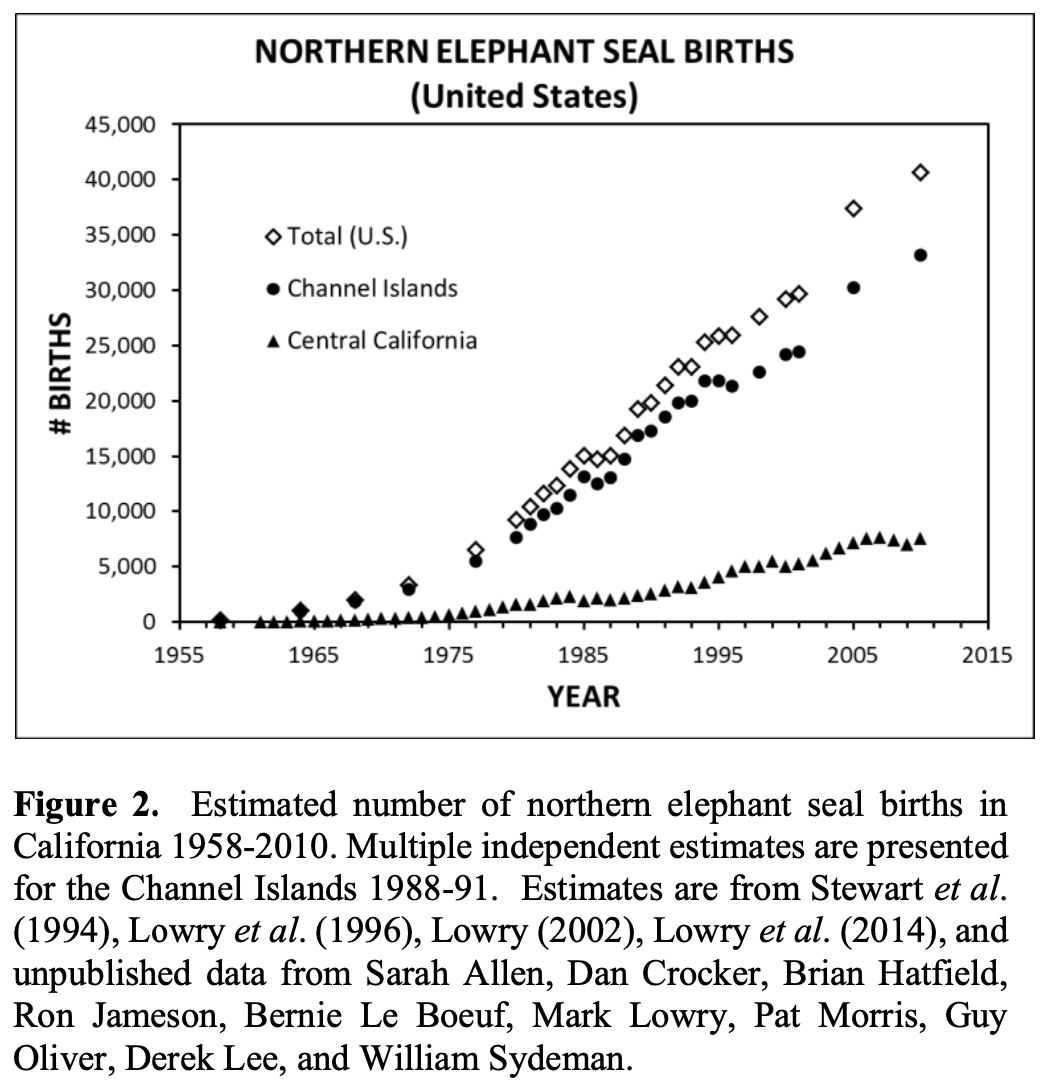 NORTHERN ELEPHANT SEAL BIRTHS
(United States)
45,000
40,000
35,000
30,000
25,000
20,000
15,000
10,000
5,000
0
# BIRTHS
Total (U.S.)
Channel Islands
Central California
1955 1965 1975 1985 1995 2005 2015
YEAR
Figure 2. Estimated number of northern elephant seal births in
California 1958-2010. Multiple independent estimates are presented
for the Channel Islands 1988-91. Estimates are from Stewart et al.
(1994), Lowry et al. (1996), Lowry (2002), Lowry et al. (2014), and
unpublished data from Sarah Allen, Dan Crocker, Brian Hatfield,
Ron Jameson, Bernie Le Boeuf, Mark Lowry, Pat Morris, Guy
Oliver, Derek Lee, and William Sydeman.